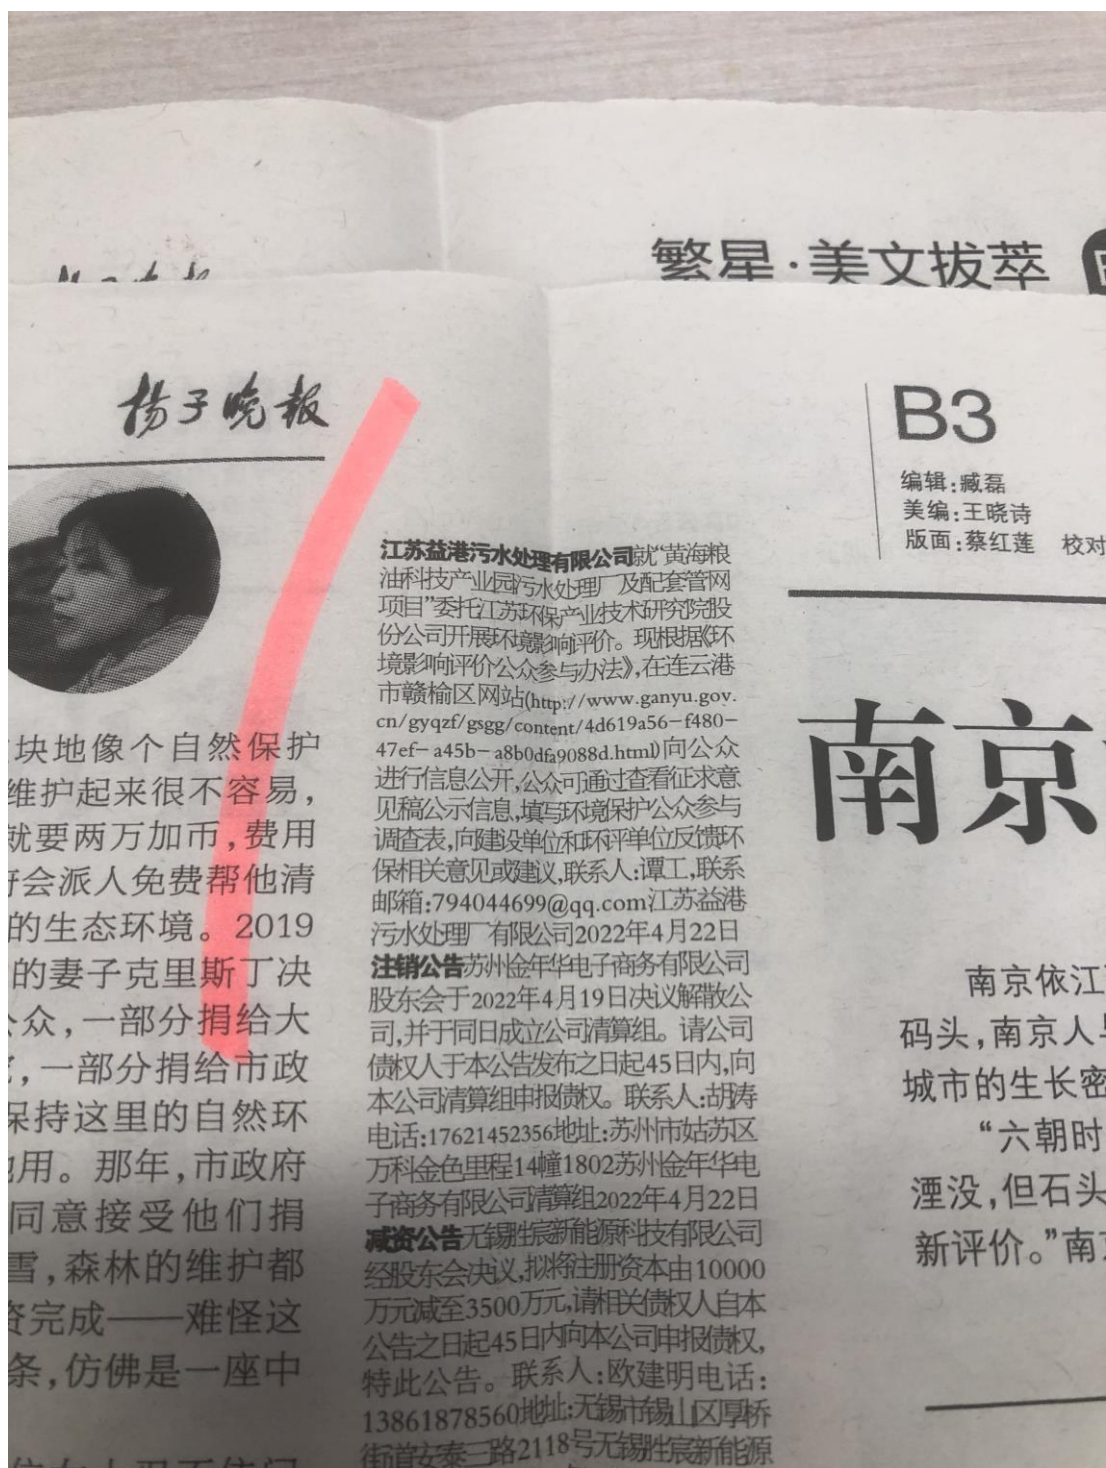 繁星·美文拔萃
扬子晚报
B3
编辑:臧磊
美编:王晓诗
版面:蔡红莲 校对
块地像个自然保护
维护起来很不容易,
就要两万加币,费用
会派人免费帮他清
的生态环境。2019
的妻子克里斯丁决
众,一部分捐给大
,一部分捐给市政
保持这里的自然环
用。那年,市政府
同意接受他们捐
雪,森林的维护都
资完成——难怪这
条,仿佛是一座中
江苏益港污水处理有限公司就“黄海粮
油科技产业园污水处理厂及配套管网
项目”委托江苏环保产业技术研究院股
份公司开展环境影响评价。现根据《环
境影响评价公众参与办法》,在连云港
市赣榆区网站(http://www.ganyu.gov.
cn/gyqzf/gsgg/content/4d619a56-f480-
47ef-a45b-a8b0dfa9088d.html)向公众
进行信息公开,公众可通过查看征求意
见稿公示信息,填写环境保护公众参与
调查表,向建设单位和环评单位反馈环
保相关意见或建议,联系人:谭工,联系
邮箱:794044699@qq.com江苏益港
污水处理厂有限公司2022年4月22日
注销公告苏州金年华电子商务有限公司
股东会于2022年4月19日决议解散公
司,并于同日成立公司清算组。请公司
债权人于本公告发布之日起45日内,向
本公司清算组申报债权。联系人:胡涛
电话:17621452356地址:苏州市姑苏区
万科金色里程14幢1802苏州金年华电
子商务有限公司清算组2022年4月22日
减资公告无锡胜宸新能源科技有限公司
经股东会决议,拟将注册资本由10000
万元减至3500万元,请相关债权人自本
公告之日起45日内向本公司申报债权,
特此公告。联系人:欧建明电话:
13861878560地址:无锡市锡山区厚桥
街道安泰三路2118号无锡胜宸新能源
南京
南京依江
码头,南京人
城市的生长密
“六朝时
湮没,但石头
新评价。”南